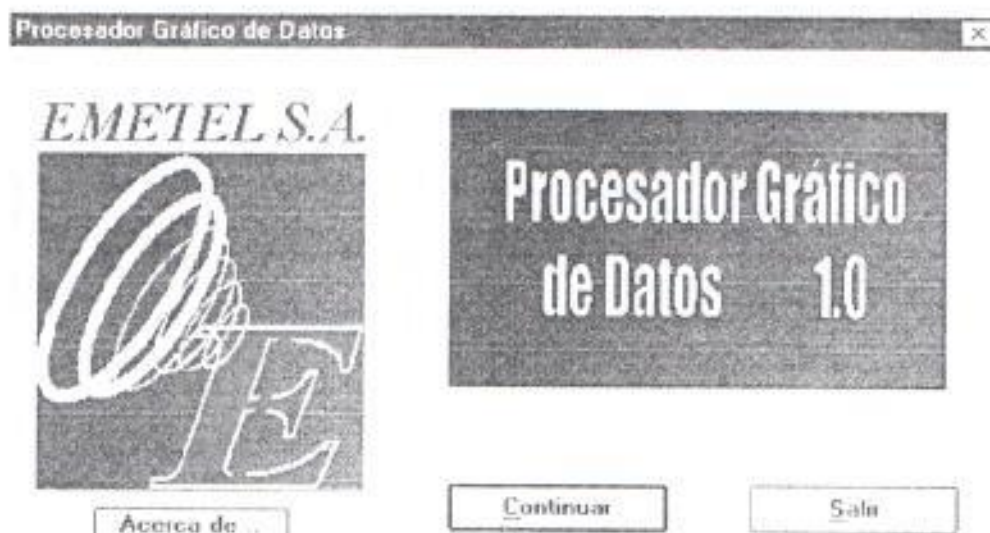 Procesador Gráfico de Datos
EMETEL S.A.
E
Procesador Gráfico
de Datos 1.0
Continuar
Salir
Acerca de ..